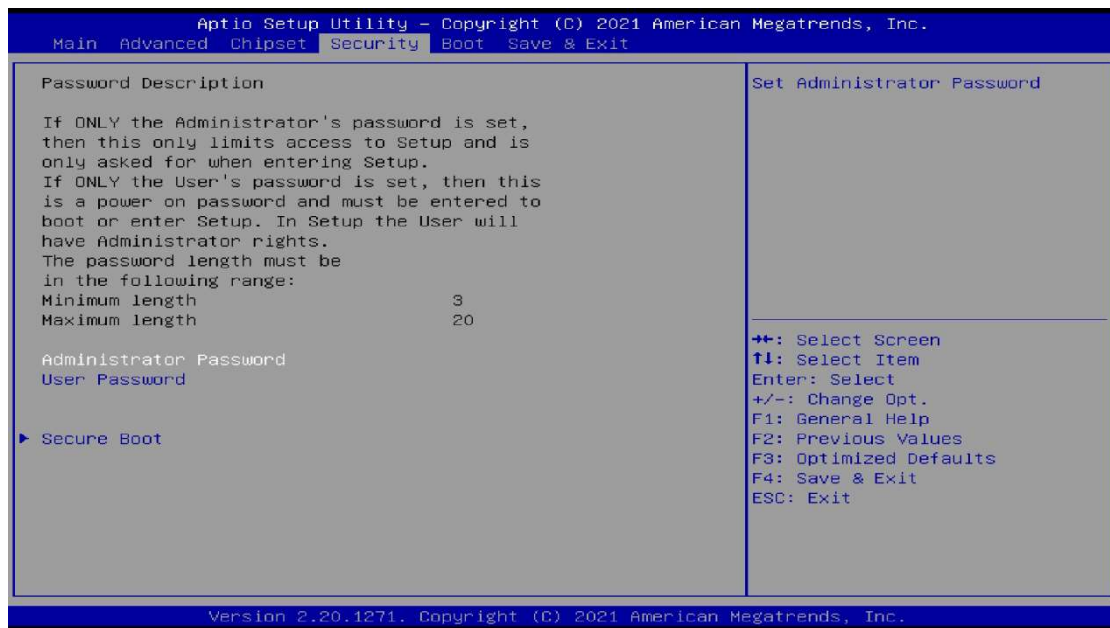 Aptio Setup Utility – Copyright (C) 2021 American Megatrends, Inc.
Main Advanced Chipset Security Boot Save & Exit
Password Description
If ONLY the Administrator's password is set,
then this only limits access to Setup and is
only asked for when entering Setup.
If ONLY the User's password is set, then this
is a power on password and must be entered to
boot or enter Setup. In Setup the User will
have Administrator rights.
The password length must be
in the following range:
Minimum length 3
Maximum length 20
Administrator Password
User Password
► Secure Boot
Set Administrator Password
→←: Select Screen
↑↓: Select Item
Enter: Select
+/-: Change Opt.
F1: General Help
F2: Previous Values
F3: Optimized Defaults
F4: Save & Exit
ESC: Exit
Version 2.20.1271. Copyright (C) 2021 American Megatrends, Inc.